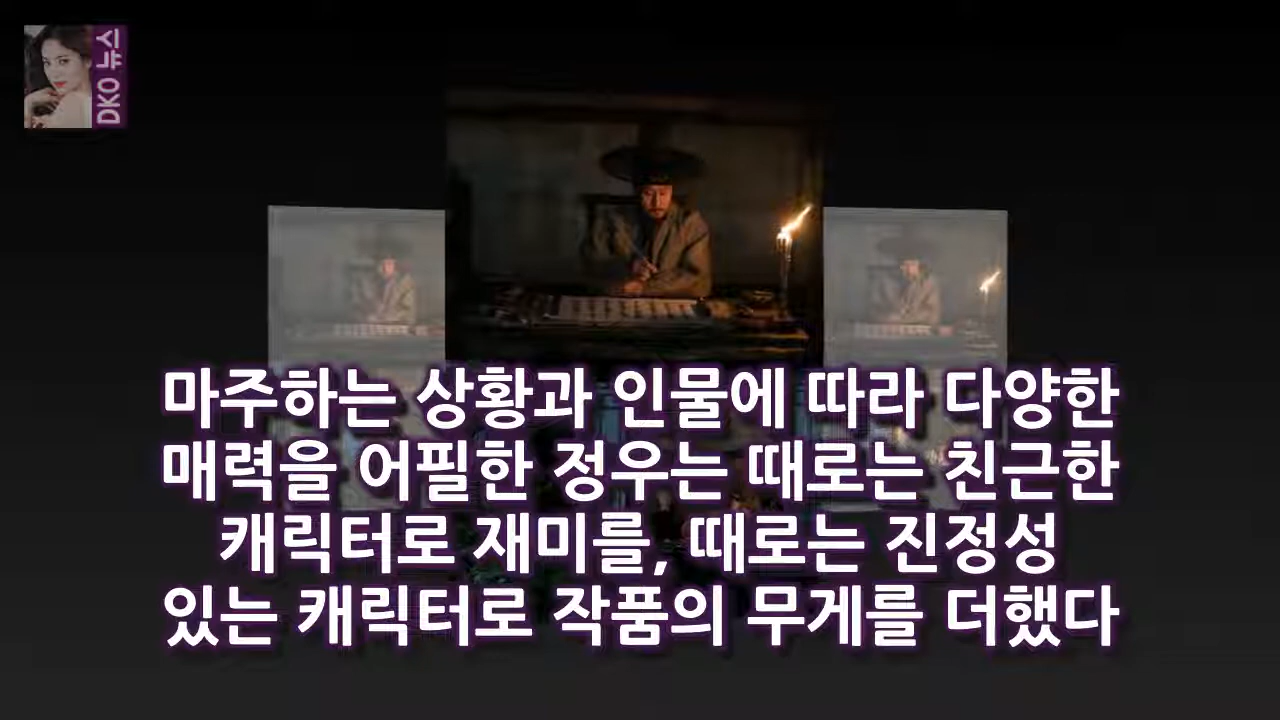 DKO 뉴스
마주하는 상황과 인물에 따라 다양한
매력을 어필한 정우는 때로는 친근한
캐릭터로 재미를, 때로는 진정성
있는 캐릭터로 작품의 무게를 더했다